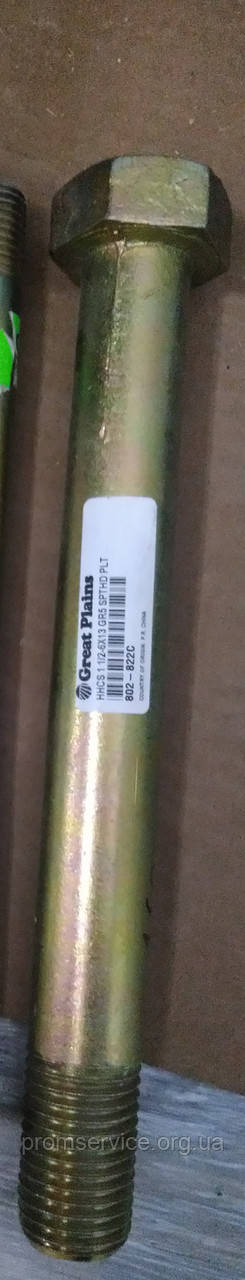 Great Plains
HHCS 1 1/2-6X13 GR5 SPTHD PLT
802-822C
COUNTRY OF ORIGIN: P.R. CHINA
promservice.org.ua